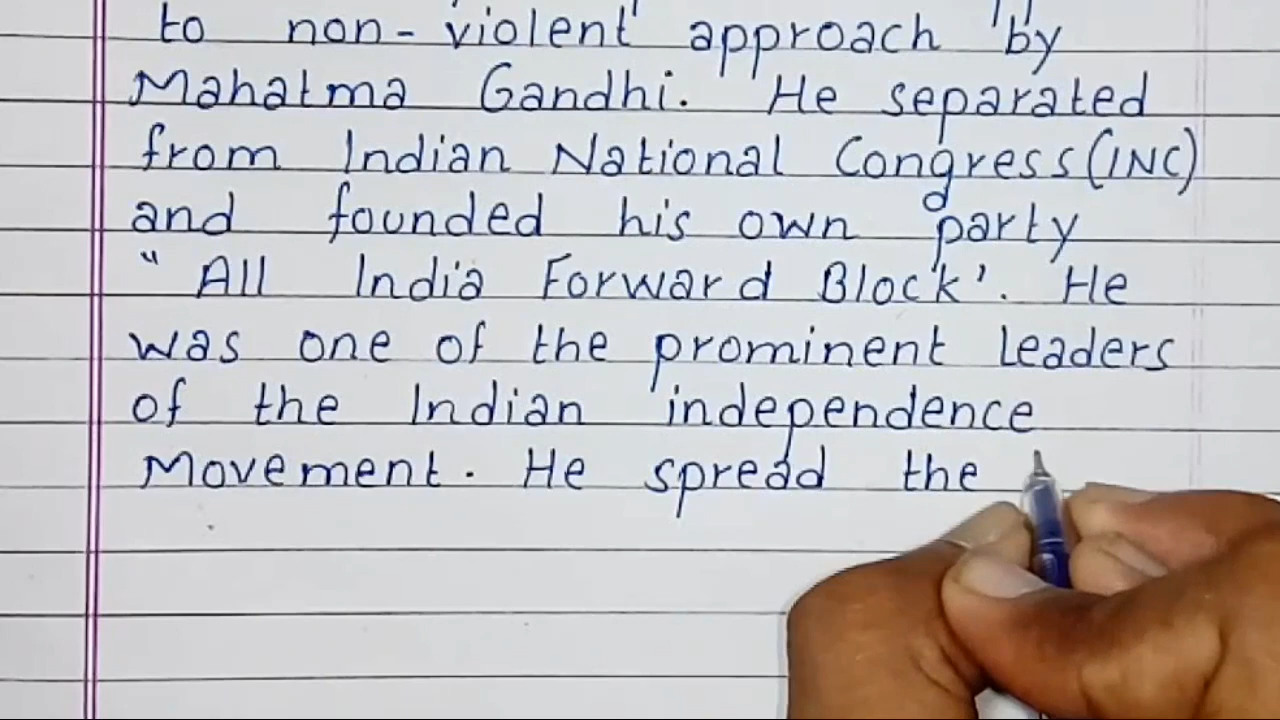 to non-violent approach by
Mahatma Gandhi. He separated
from Indian National Congress (INC)
and founded his own party
“ All India Forward Block’. He
was one of the prominent leaders
of the Indian independence
Movement. He spread the